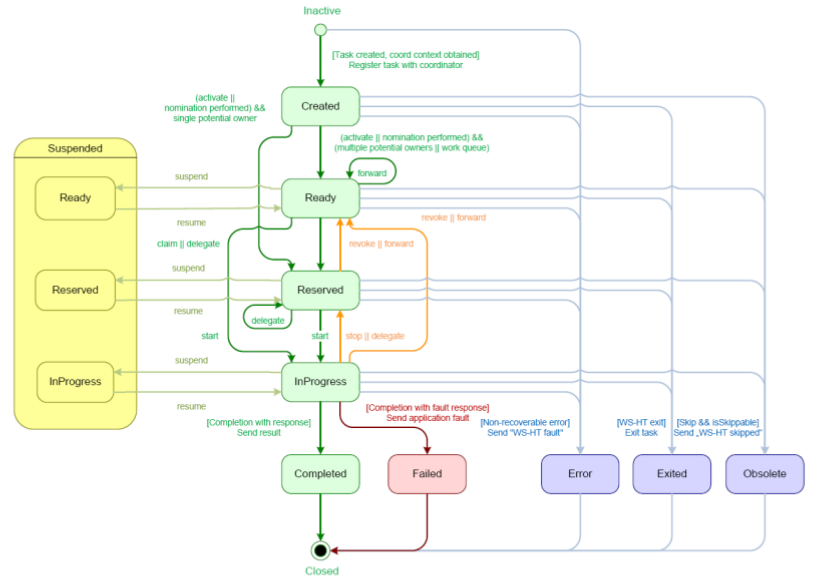 Inactive
[Task created, coord context obtained]
Register task with coordinator
(activate ||
nomination performed) &&
single potential owner
Created
(activate || nomination performed) &&
(multiple potential owners || work queue)
Suspended
forward
suspend
Ready
Ready
resume
revoke || forward
claim || delegate
revoke || forward
suspend
Reserved
Reserved
resume
delegate
start
start
stop || delegate
suspend
InProgress
InProgress
resume
[Completion with fault response]
Send application fault
[Completion with response]
Send result
[Non-recoverable error]
Send "WS-HT fault"
[WS-HT exit]
Exit task
[Skip && isSkippable]
Send „WS-HT skipped"
Completed
Failed
Error
Exited
Obsolete
Closed